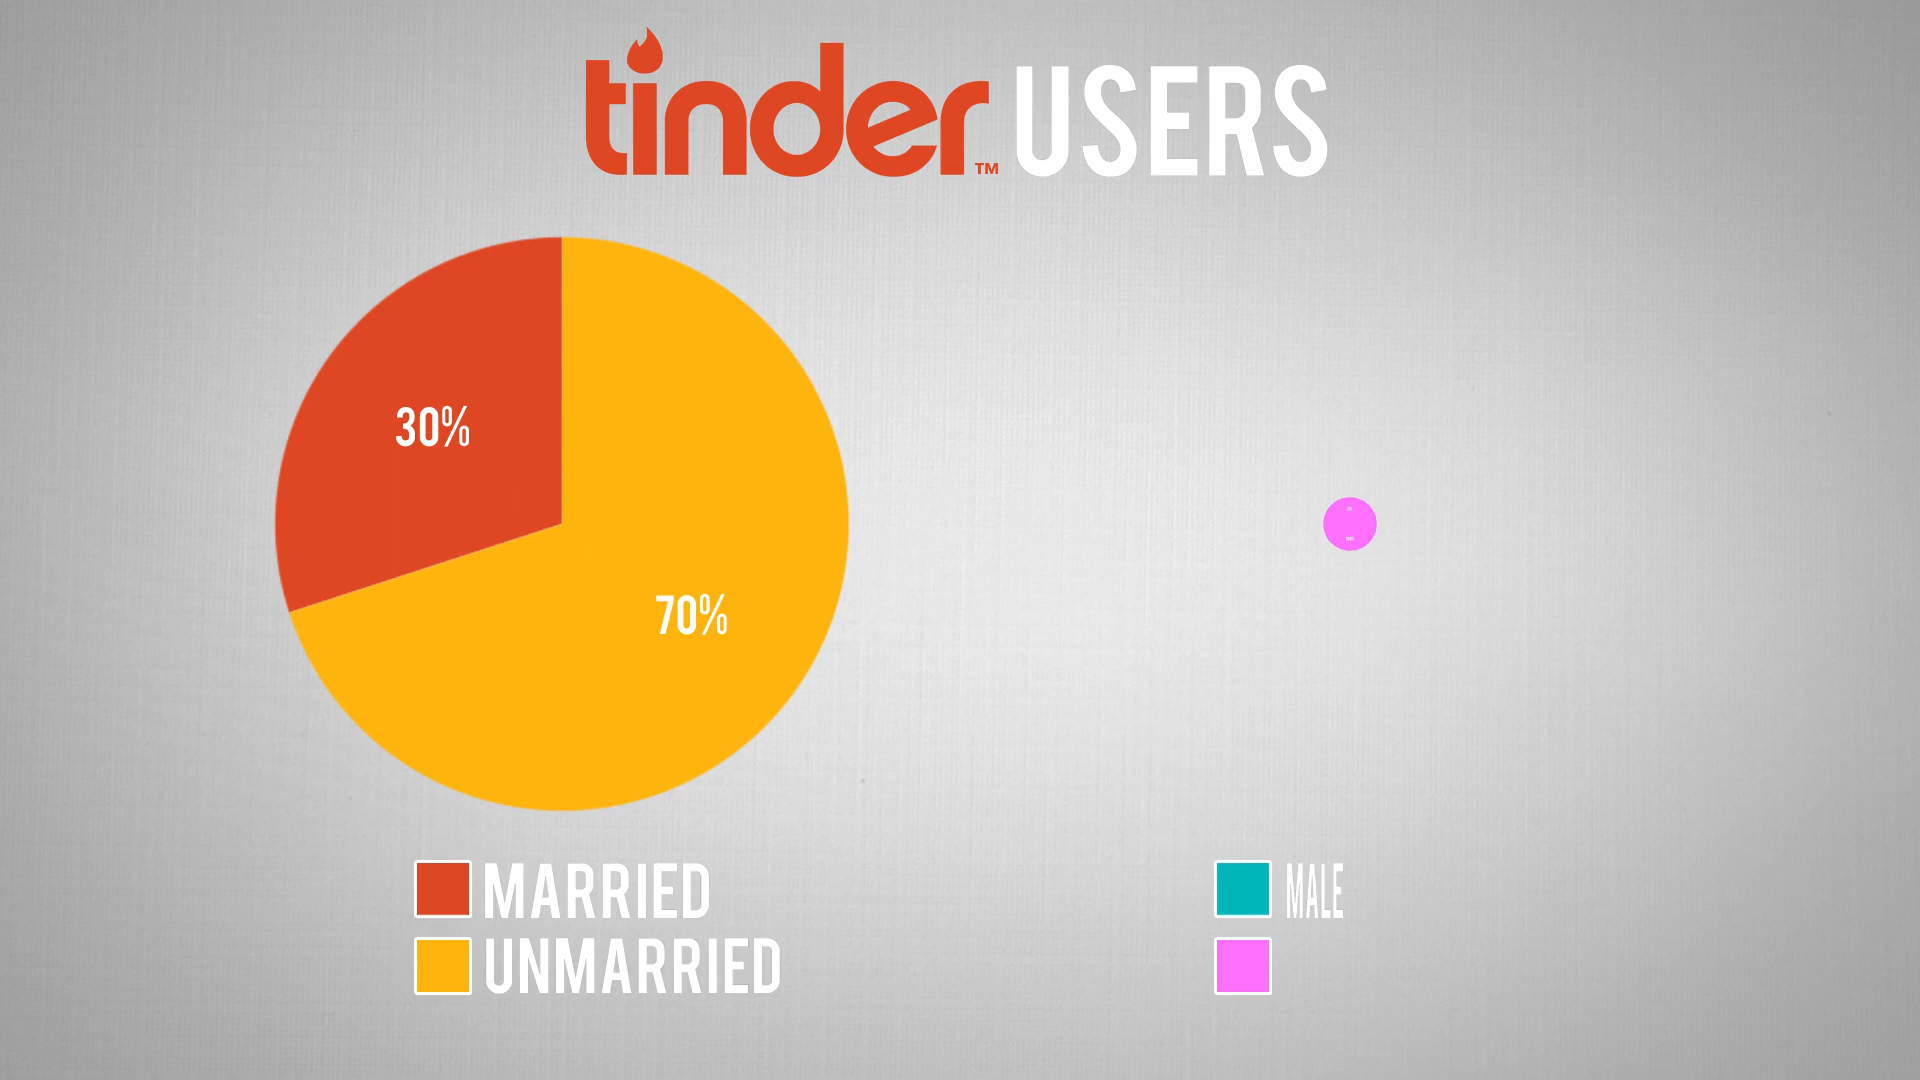 tinder™ USERS
30%
70%
MARRIED
UNMARRIED
MALE